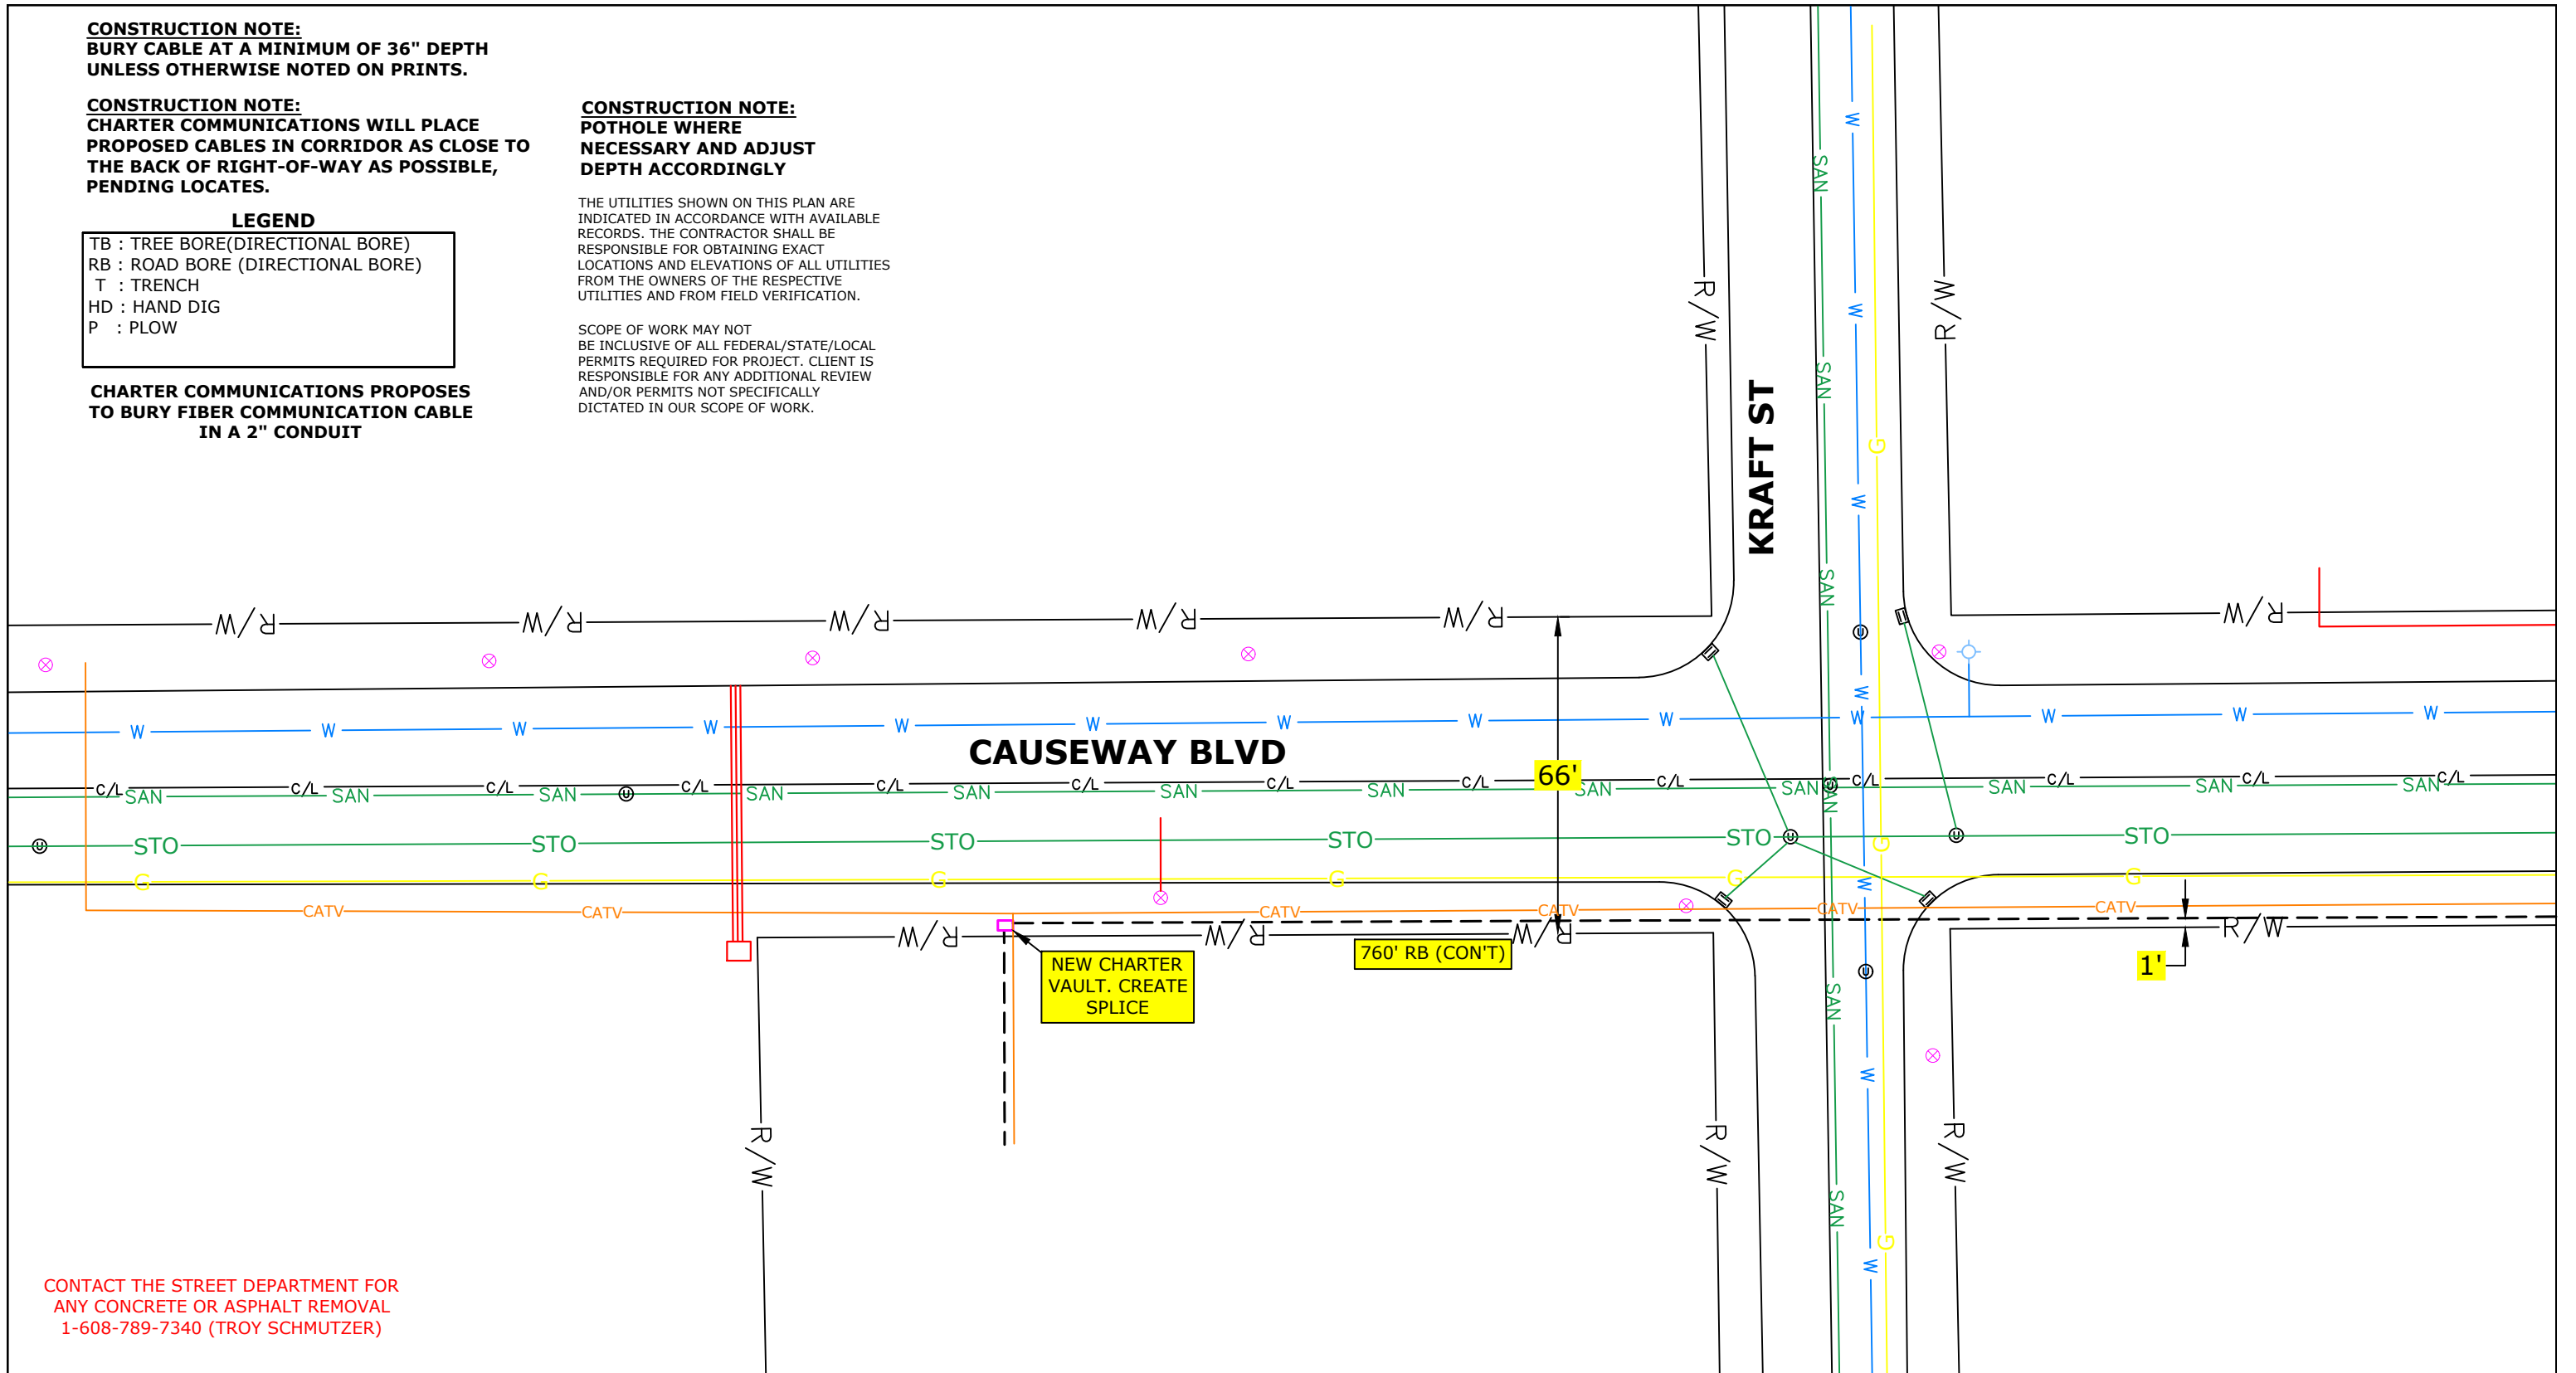 CONSTRUCTION NOTE:
BURY CABLE AT A MINIMUM OF 36" DEPTH
UNLESS OTHERWISE NOTED ON PRINTS.
CONSTRUCTION NOTE:
CHARTER COMMUNICATIONS WILL PLACE
PROPOSED CABLES IN CORRIDOR AS CLOSE TO
THE BACK OF RIGHT-OF-WAY AS POSSIBLE,
PENDING LOCATES.
LEGEND
TB : TREE BORE(DIRECTIONAL BORE)
RB : ROAD BORE (DIRECTIONAL BORE)
T : TRENCH
HD : HAND DIG
P : PLOW
CHARTER COMMUNICATIONS PROPOSES
TO BURY FIBER COMMUNICATION CABLE
IN A 2" CONDUIT
CONSTRUCTION NOTE:
POTHOLE WHERE
NECESSARY AND ADJUST
DEPTH ACCORDINGLY
THE UTILITIES SHOWN ON THIS PLAN ARE
INDICATED IN ACCORDANCE WITH AVAILABLE
RECORDS. THE CONTRACTOR SHALL BE
RESPONSIBLE FOR OBTAINING EXACT
LOCATIONS AND ELEVATIONS OF ALL UTILITIES
FROM THE OWNERS OF THE RESPECTIVE
UTILITIES AND FROM FIELD VERIFICATION.
SCOPE OF WORK MAY NOT
BE INCLUSIVE OF ALL FEDERAL/STATE/LOCAL
PERMITS REQUIRED FOR PROJECT. CLIENT IS
RESPONSIBLE FOR ANY ADDITIONAL REVIEW
AND/OR PERMITS NOT SPECIFICALLY
DICTATED IN OUR SCOPE OF WORK.
R/W
SAN
SAN
SAN
W
W
W
W
G
R/W
KRAFT ST
R/W R/W R/W R/W R/W R/W
U
W W W W W W W W W W W W W
CAUSEWAY BLVD
66'
C/L C/L C/L C/L C/L C/L C/L C/L C/L C/L C/L C/L C/L
SAN SAN SAN U SAN SAN SAN SAN SAN SAN U SAN SAN SAN
SAN
U STO STO STO STO STO U U STO
G
G G G G G G
W
CATV CATV CATV CATV CATV CATV
R/W R/W R/W R/W
760' RB (CON'T)
1'
NEW CHARTER
VAULT. CREATE
SPLICE
U
SAN
W
R/W R/W R/W
SAN
G
W
CONTACT THE STREET DEPARTMENT FOR
ANY CONCRETE OR ASPHALT REMOVAL
1-608-789-7340 (TROY SCHMUTZER)